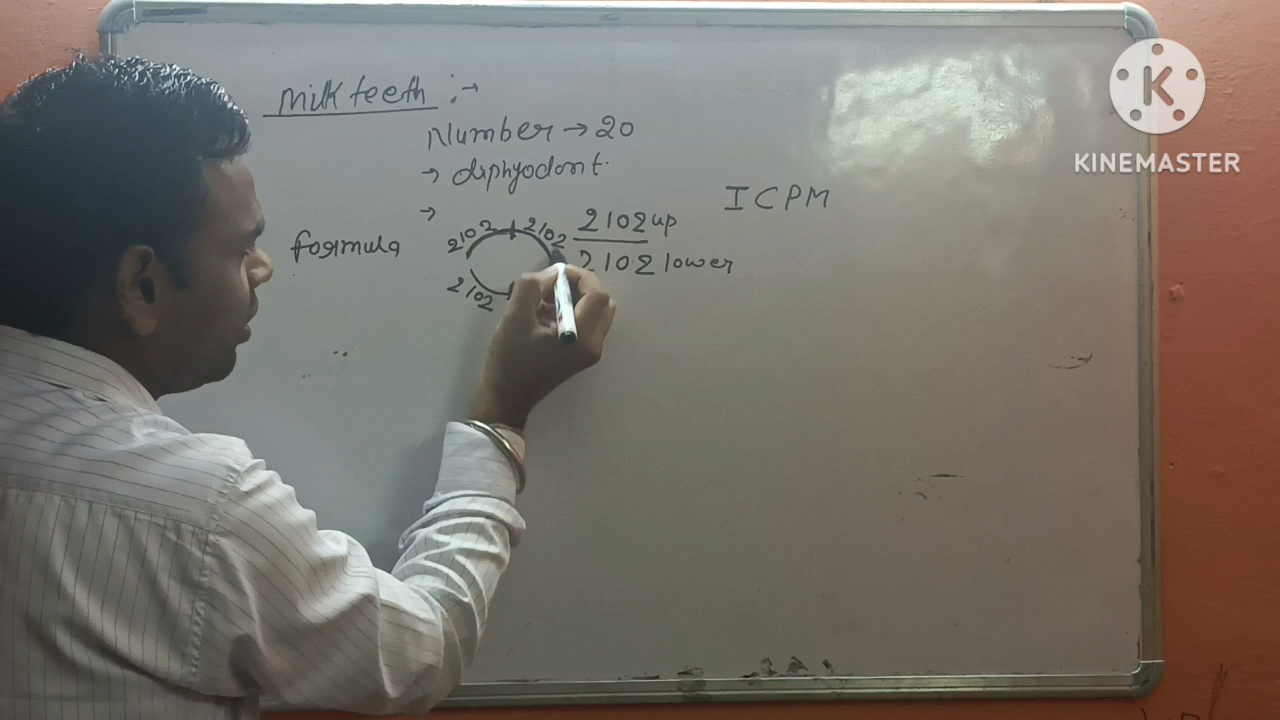 Milk teeth :→
Number → 20
→ diphyodont
→
ICPM
formula
2102 2102
2102
2102 up
2102 lower
K
KINEMASTER